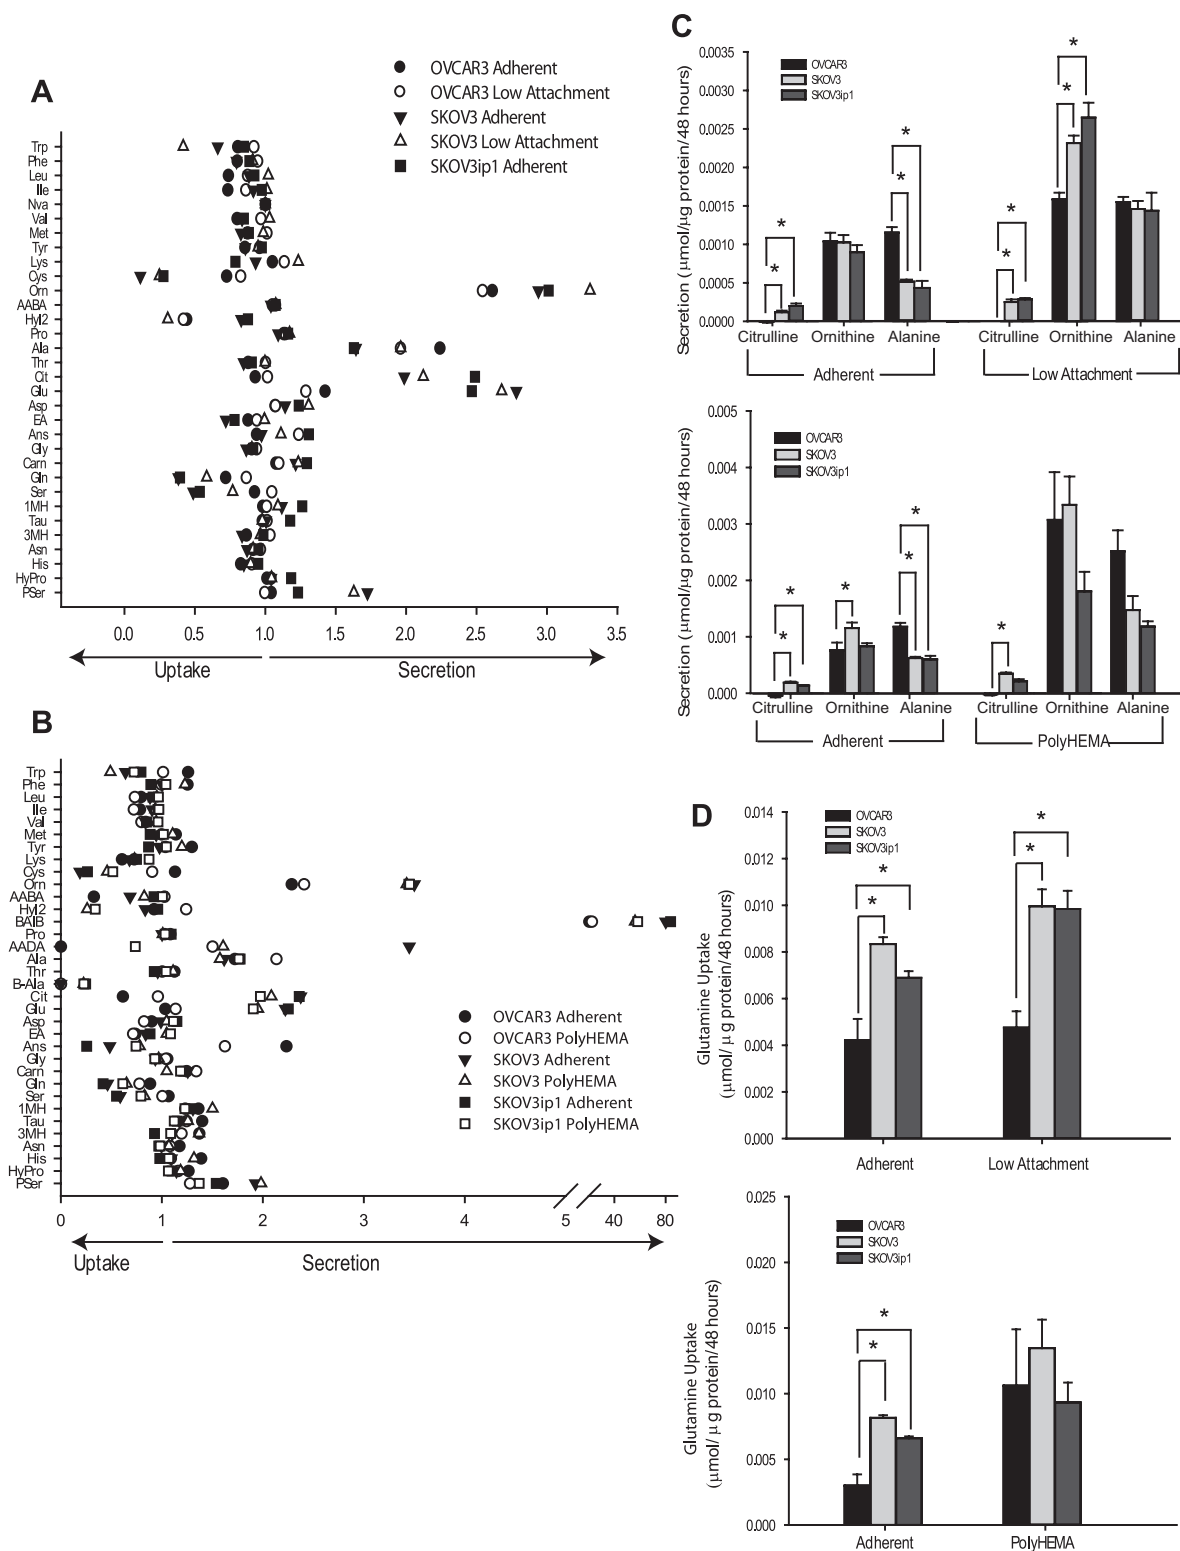 A
OVCAR3 Adherent
OVCAR3 Low Attachment
SKOV3 Adherent
SKOV3 Low Attachment
SKOV3ip1 Adherent
Trp
Phe
Leu
Ile
Nva
Val
Met
Tyr
Lys
Cys
Orn
AABA
Hyl2
Pro
Ala
Thr
Cit
Glu
Asp
EA
Ans
Gly
Carn
Gln
Ser
1MH
Tau
3MH
Asn
His
HyPro
PSer
0.0 0.5 1.0 1.5 2.0 2.5 3.0 3.5
Uptake Secretion
B
Trp
Phe
Leu
Ile
Val
Met
Tyr
Lys
Cys
Orn
AABA
Hyl2
BAIB
Pro
AADA
Ala
Thr
B-Ala
Cit
Glu
Asp
EA
Ans
Gly
Carn
Gln
Ser
1MH
Tau
3MH
Asn
His
HyPro
PSer
OVCAR3 Adherent
OVCAR3 PolyHEMA
SKOV3 Adherent
SKOV3 PolyHEMA
SKOV3ip1 Adherent
SKOV3ip1 PolyHEMA
0 1 2 3 4 5 40 80
Uptake Secretion
C
Secretion (μmol/μg protein/48 hours)
0.0035
0.0030
0.0025
0.0020
0.0015
0.0010
0.0005
0.0000
OVCAR3
SKOV3
SKOV3ip1
* * * * * * * *
Citrulline Ornithine Alanine Citrulline Ornithine Alanine
Adherent Low Attachment
Secretion (μmol/μg protein/48 hours)
0.005
0.004
0.003
0.002
0.001
0.000
OVCAR3
SKOV3
SKOV3ip1
* * * * * *
Citrulline Ornithine Alanine Citrulline Ornithine Alanine
Adherent PolyHEMA
D
Glutamine Uptake
(μmol/ μ g protein/48 hours)
0.014
0.012
0.010
0.008
0.006
0.004
0.002
0.000
OVCAR3
SKOV3
SKOV3ip1
* * * *
Adherent Low Attachment
Glutamine Uptake
(μmol/ μ g protein/48 hours)
0.025
0.020
0.015
0.010
0.005
0.000
OVCAR3
SKOV3
SKOV3ip1
* *
Adherent PolyHEMA